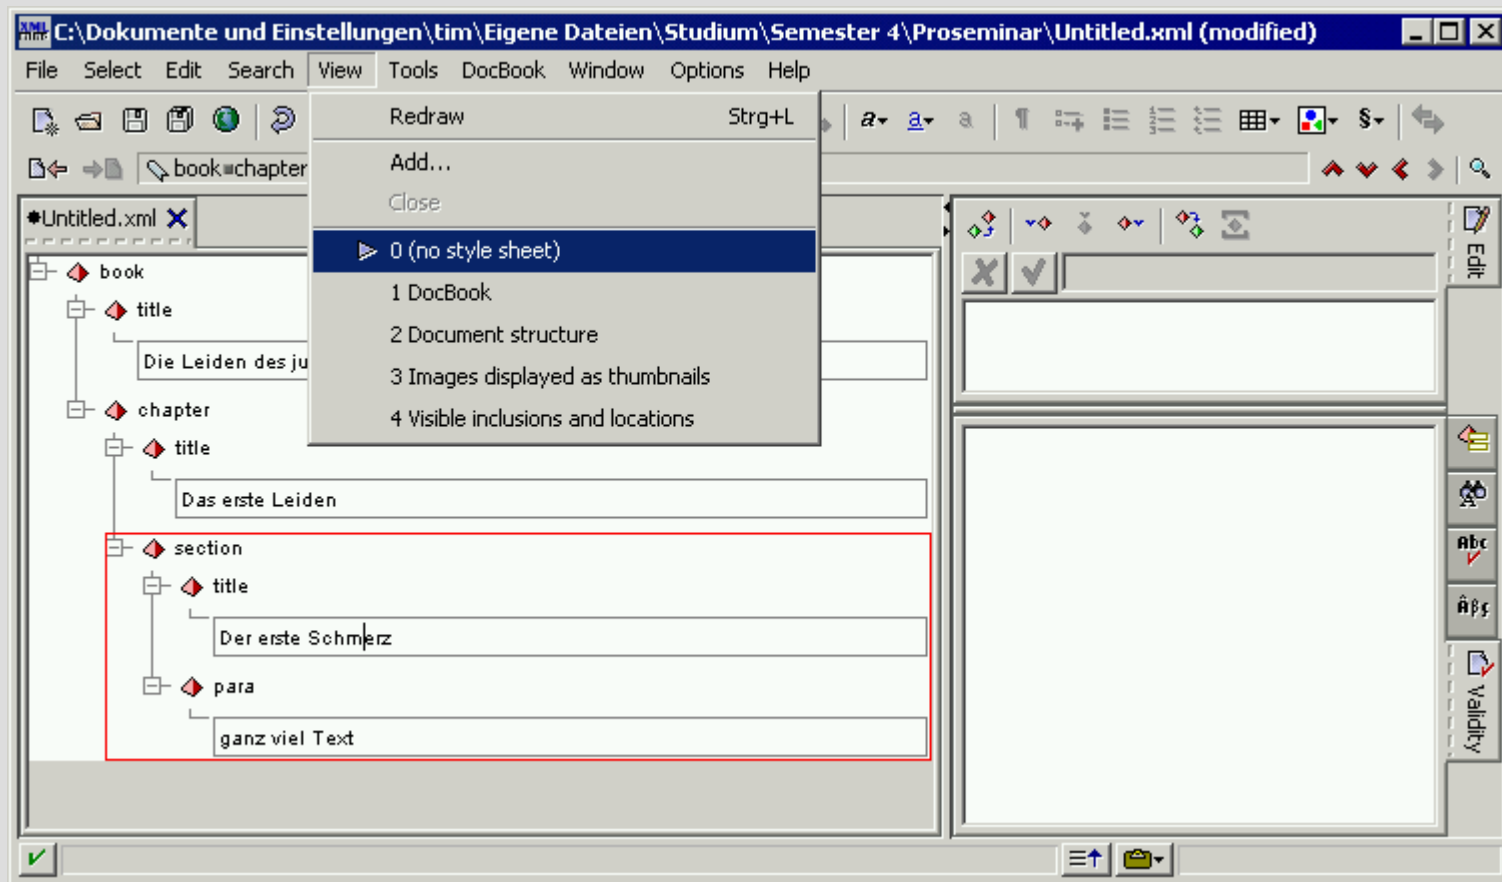 C:\Dokumente und Einstellungen\tim\Eigene Dateien\Studium\Semester 4\Proseminar\Untitled.xml (modified)
File Select Edit Search View Tools DocBook Window Options Help
Redraw Strg+L
a a a § 
book chapter
Add...
Close
Untitled.xml
0 (no style sheet)
1 DocBook
2 Document structure
3 Images displayed as thumbnails
4 Visible inclusions and locations
book
title
Die Leiden des ju
chapter
title
Das erste Leiden
section
title
Der erste Schmerz
para
ganz viel Text
Edit
Abc
Âβç
Validity